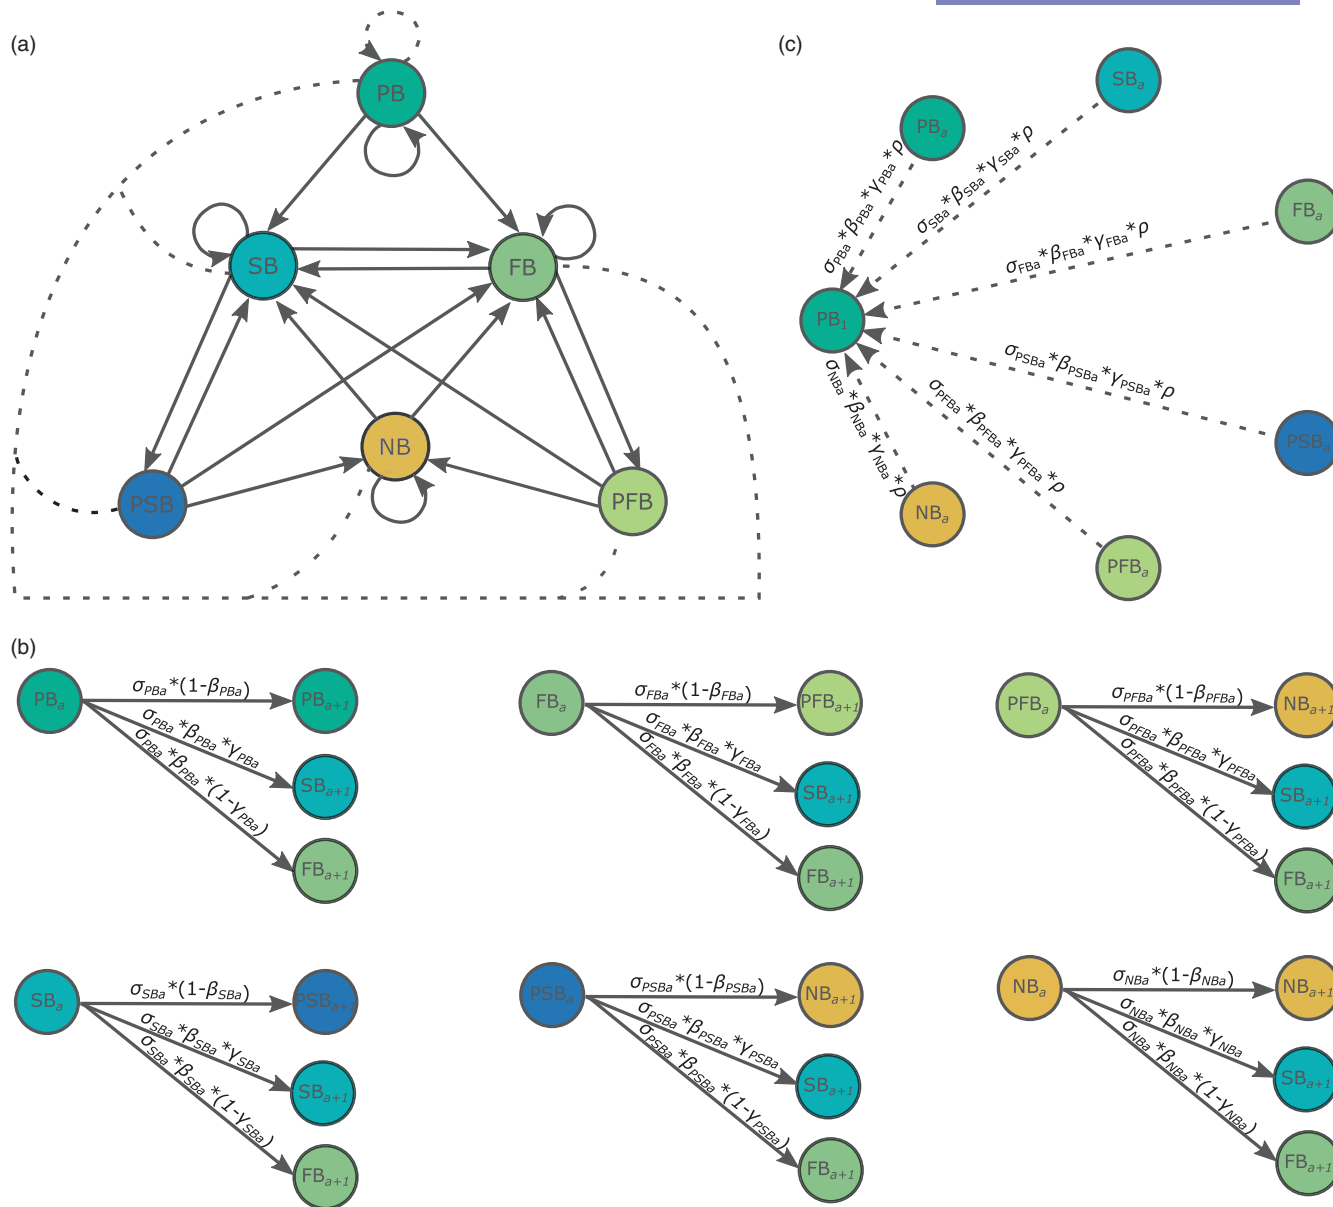 (a)
PB
SB
FB
NB
PSB
PFB
(c)
SBa
PBa
FBa
PB1
PSBa
NBa
PFBa
σPBa*βPBa*γPBa*ρ
σSBa*βSBa*γSBa*ρ
σFBa*βFBa*γFBa*ρ
σPSBa*βPSBa*γPSBa*ρ
σPFBa*βPFBa*γPFBa*ρ
σNBa*βNBa*γNBa*ρ
(b)
PBa
σPBa*(1-βPBa)
PBa+1
σPBa*βPBa*γPBa
SBa+1
σPBa*βPBa*(1-γPBa)
FBa+1
FBa
σFBa*(1-βFBa)
PFBa+1
σFBa*βFBa*γFBa
SBa+1
σFBa*βFBa*(1-γFBa)
FBa+1
PFBa
σPFBa*(1-βPFBa)
NBa+1
σPFBa*βPFBa*γPFBa
SBa+1
σPFBa*βPFBa*(1-γPFBa)
FBa+1
SBa
σSBa*(1-βSBa)
PSBa+1
σSBa*βSBa*γSBa
SBa+1
σSBa*βSBa*(1-γSBa)
FBa+1
PSBa
σPSBa*(1-βPSBa)
NBa+1
σPSBa*βPSBa*γPSBa
SBa+1
σPSBa*βPSBa*(1-γPSBa)
FBa+1
NBa
σNBa*(1-βNBa)
NBa+1
σNBa*βNBa*γNBa
SBa+1
σNBa*βNBa*(1-γNBa)
FBa+1